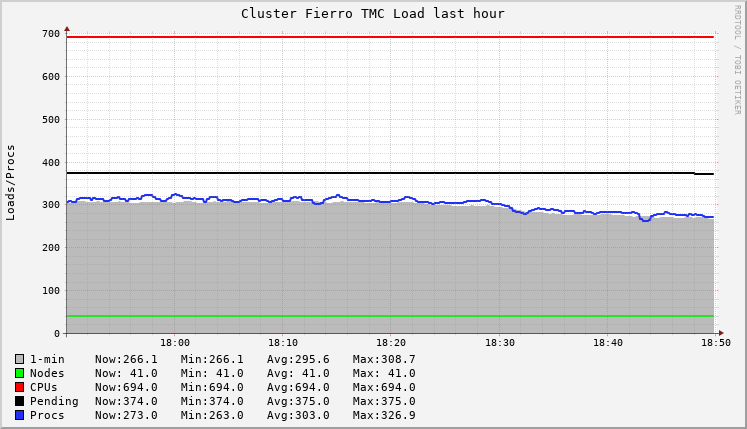 Cluster Fierro TMC Load last hour
RRDTOOL / TOBI OETIKER
Loads/Procs
700
600
500
400
300
200
100
0
18:00 18:10 18:20 18:30 18:40 18:50
1-min Now:266.1 Min:266.1 Avg:295.6 Max:308.7
Nodes Now: 41.0 Min: 41.0 Avg: 41.0 Max: 41.0
CPUs Now:694.0 Min:694.0 Avg:694.0 Max:694.0
Pending Now:374.0 Min:374.0 Avg:375.0 Max:375.0
Procs Now:273.0 Min:263.0 Avg:303.0 Max:326.9